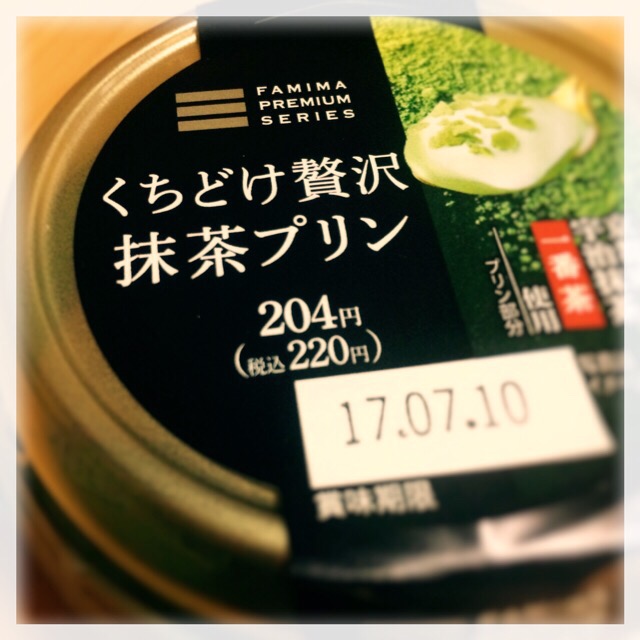 FAMIMA
PREMIUM
SERIES
くちどけ贅沢
抹茶プリン
204円
(税込220円)
一番茶
使用
プリン部分
17.07.10
賞味期限